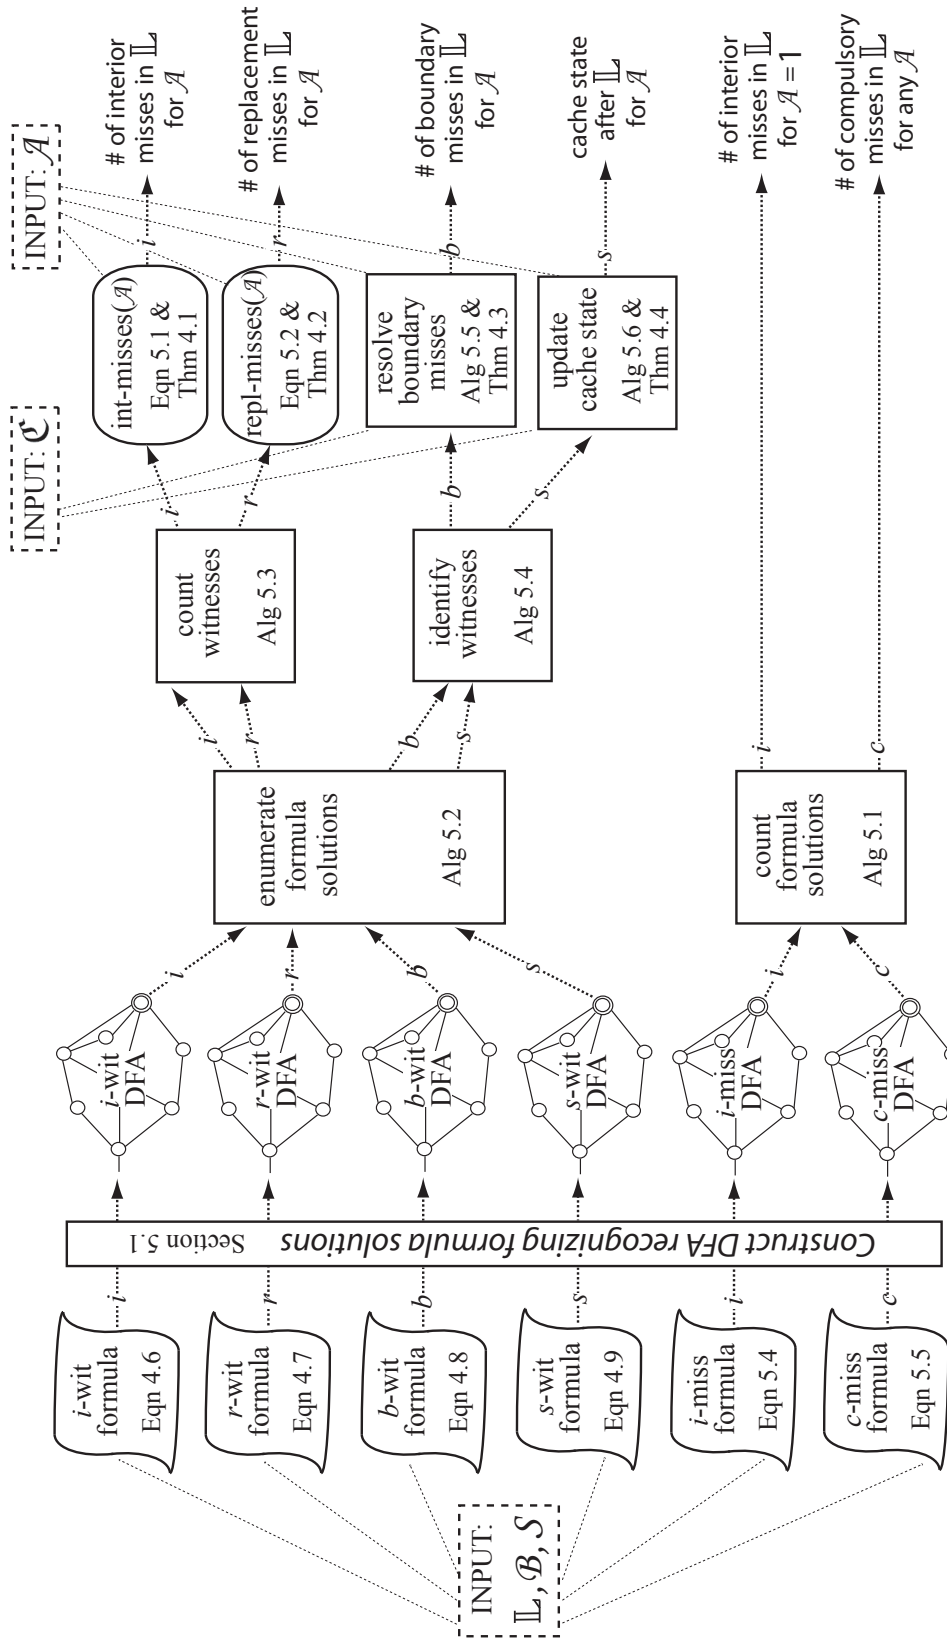 INPUT:
𝕃, ℬ, 𝒮
i-wit
formula
Eqn 4.6
r-wit
formula
Eqn 4.7
b-wit
formula
Eqn 4.8
s-wit
formula
Eqn 4.9
i-miss
formula
Eqn 5.4
c-miss
formula
Eqn 5.5
i
r
b
s
i
c
Construct DFA recognizing formula solutions Section 5.1
i-wit
DFA
r-wit
DFA
b-wit
DFA
s-wit
DFA
i-miss
DFA
c-miss
DFA
i
r
b
s
i
c
enumerate
formula
solutions
Alg 5.2
count
formula
solutions
Alg 5.1
i
r
b
s
count
witnesses
Alg 5.3
identify
witnesses
Alg 5.4
i
r
b
s
INPUT: ℭ
INPUT: 𝒜
int-misses(𝒜)
Eqn 5.1 &
Thm 4.1
repl-misses(𝒜)
Eqn 5.2 &
Thm 4.2
resolve
boundary
misses
Alg 5.5 &
Thm 4.3
update
cache state
Alg 5.6 &
Thm 4.4
i
r
b
s
i
c
# of interior
misses in 𝕃
for 𝒜
# of replacement
misses in 𝕃
for 𝒜
# of boundary
misses in 𝕃
for 𝒜
cache state
after 𝕃
for 𝒜
# of interior
misses in 𝕃
for 𝒜 = 1
# of compulsory
misses in 𝕃
for any 𝒜